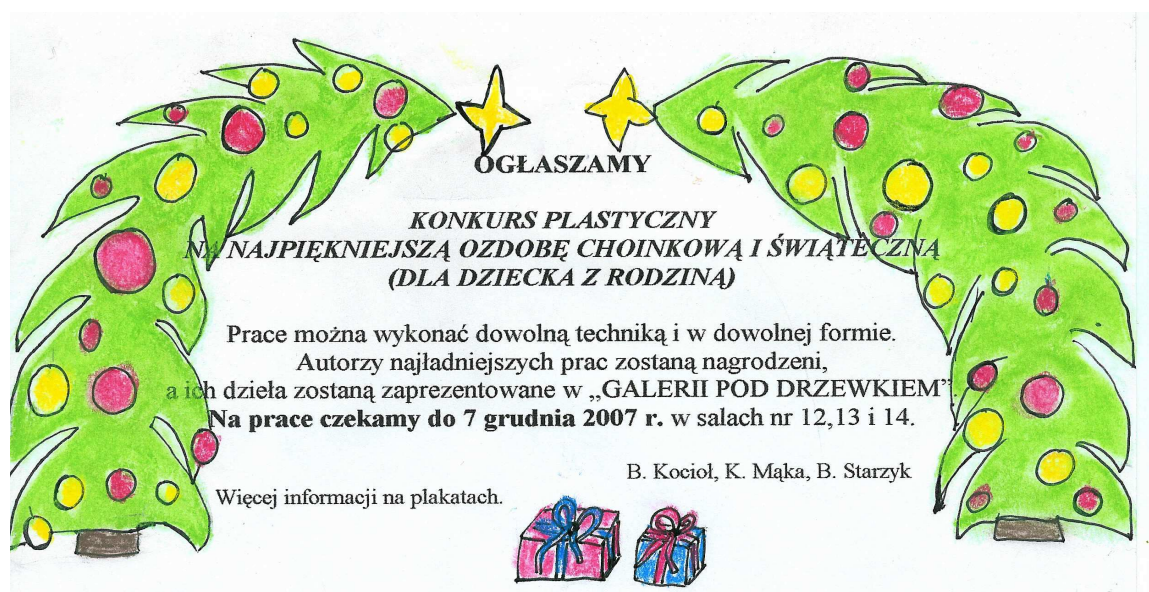 OGŁASZAMY
KONKURS PLASTYCZNY
NA NAJPIĘKNIEJSZĄ OZDOBĘ CHOINKOWĄ I ŚWIĄTECZNĄ
(DLA DZIECKA Z RODZINĄ)
Prace można wykonać dowolną techniką i w dowolnej formie.
Autorzy najładniejszych prac zostaną nagrodzeni,
a ich dzieła zostaną zaprezentowane w „GALERII POD DRZEWKIEM”.
Na prace czekamy do 7 grudnia 2007 r. w salach nr 12,13 i 14.
B. Kocioł, K. Mąka, B. Starzyk
Więcej informacji na plakatach.